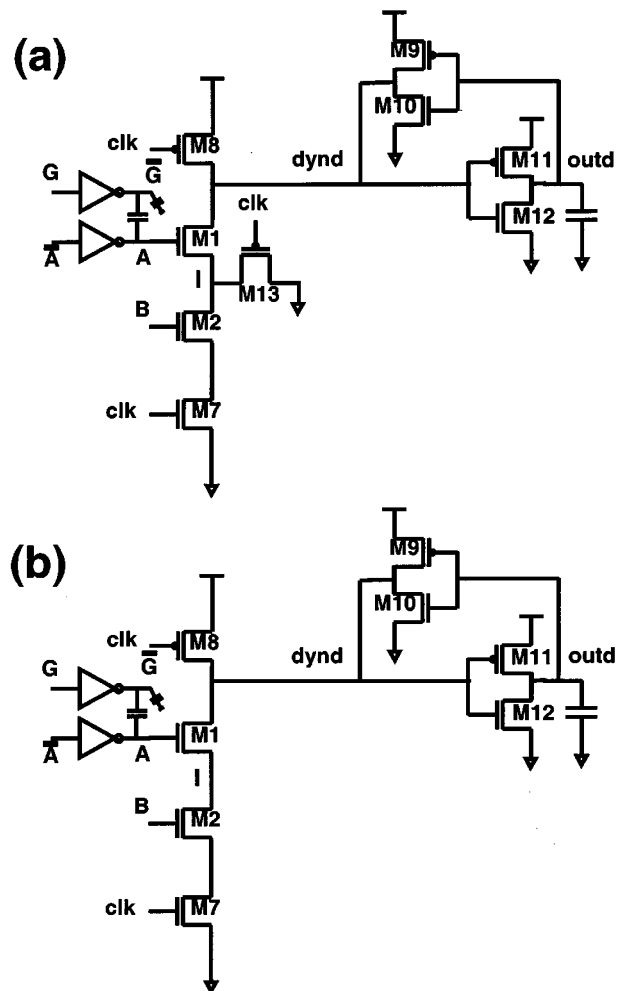 (a)
M9
M10
clk
M8
G̅
G
dynd
M11
outd
clk
M12
A̅
A
M1
I
M13
B
M2
clk
M7
(b)
M9
M10
clk
M8
G̅
G
dynd
M11
outd
M12
A̅
A
M1
I
B
M2
clk
M7